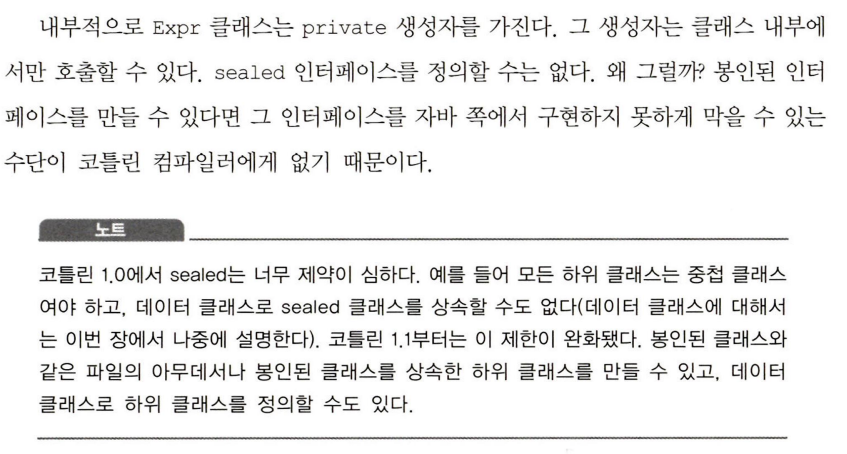 내부적으로 Expr 클래스는 private 생성자를 가진다. 그 생성자는 클래스 내부에
서만 호출할 수 있다. sealed 인터페이스를 정의할 수는 없다. 왜 그럴까? 봉인된 인터
페이스를 만들 수 있다면 그 인터페이스를 자바 쪽에서 구현하지 못하게 막을 수 있는
수단이 코틀린 컴파일러에게 없기 때문이다.
노트
코틀린 1.0에서 sealed는 너무 제약이 심하다. 예를 들어 모든 하위 클래스는 중첩 클래스
여야 하고, 데이터 클래스로 sealed 클래스를 상속할 수도 없다(데이터 클래스에 대해서
는 이번 장에서 나중에 설명한다). 코틀린 1.1부터는 이 제한이 완화됐다. 봉인된 클래스와
같은 파일의 아무데서나 봉인된 클래스를 상속한 하위 클래스를 만들 수 있고, 데이터
클래스로 하위 클래스를 정의할 수도 있다.